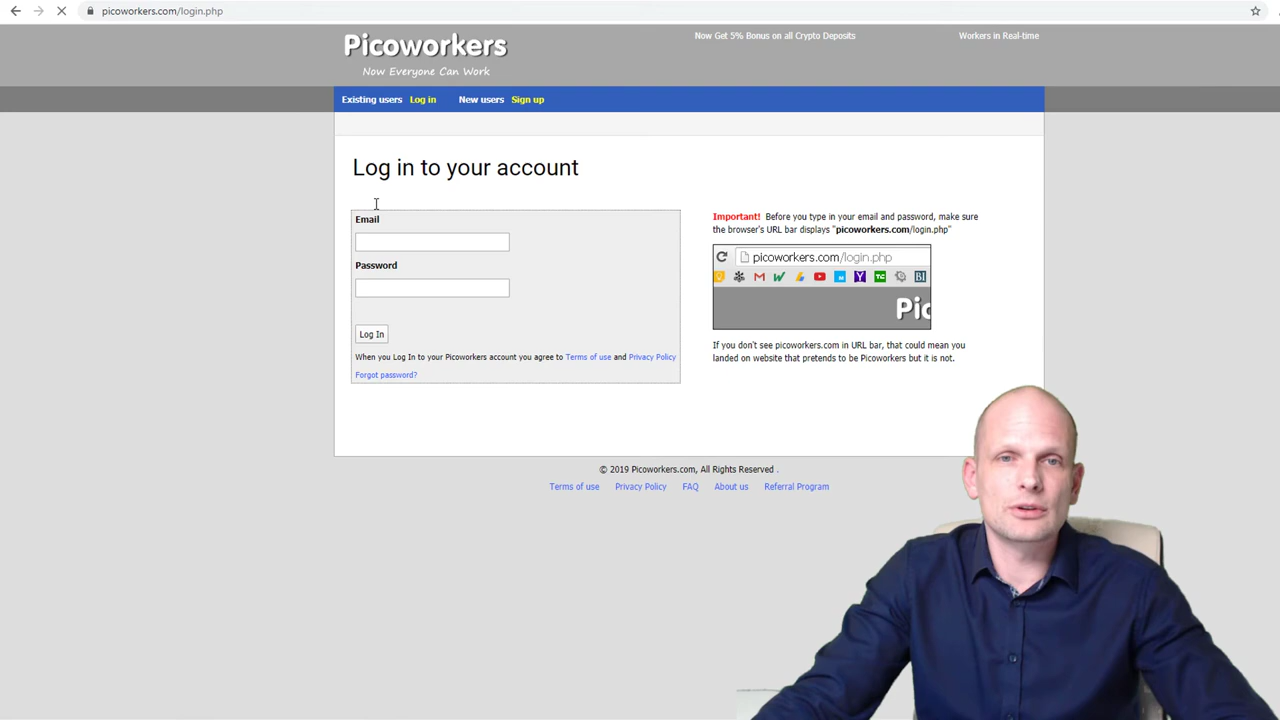 picoworkers.com/login.php
Picoworkers
Now Everyone Can Work
Now Get 5% Bonus on all Crypto Deposits
Workers in Real-time
Existing users Log in New users Sign up
Log in to your account
Email
Password
Log In
When you Log In to your Picoworkers account you agree to Terms of use and Privacy Policy
Forgot password?
Important! Before you type in your email and password, make sure
the browser's URL bar displays "picoworkers.com/login.php"
picoworkers.com/login.php
Pic
If you don't see picoworkers.com in URL bar, that could mean you
landed on website that pretends to be Picoworkers but it is not.
© 2019 Picoworkers.com, All Rights Reserved .
Terms of use Privacy Policy FAQ About us Referral Program